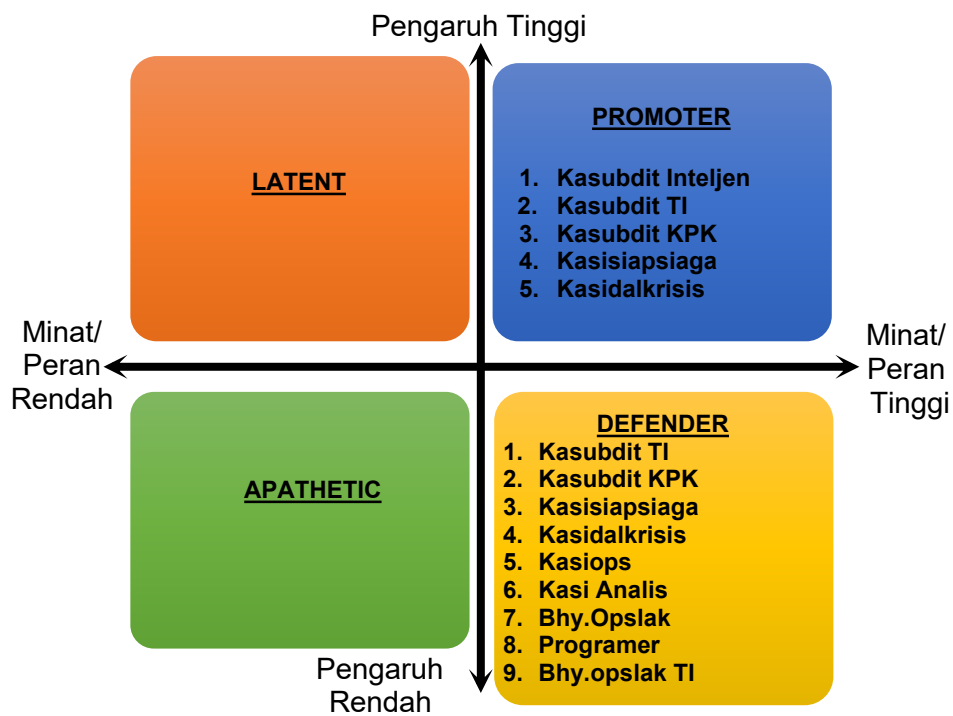 Pengaruh Tinggi
LATENT
PROMOTER
1. Kasubdit Inteljen
2. Kasubdit TI
3. Kasubdit KPK
4. Kasisiapsiaga
5. Kasidalkrisis
Minat/
Peran
Rendah
Minat/
Peran
Tinggi
APATHETIC
DEFENDER
1. Kasubdit TI
2. Kasubdit KPK
3. Kasisiapsiaga
4. Kasidalkrisis
5. Kasiops
6. Kasi Analis
7. Bhy.Opslak
8. Programer
9. Bhy.opslak TI
Pengaruh
Rendah